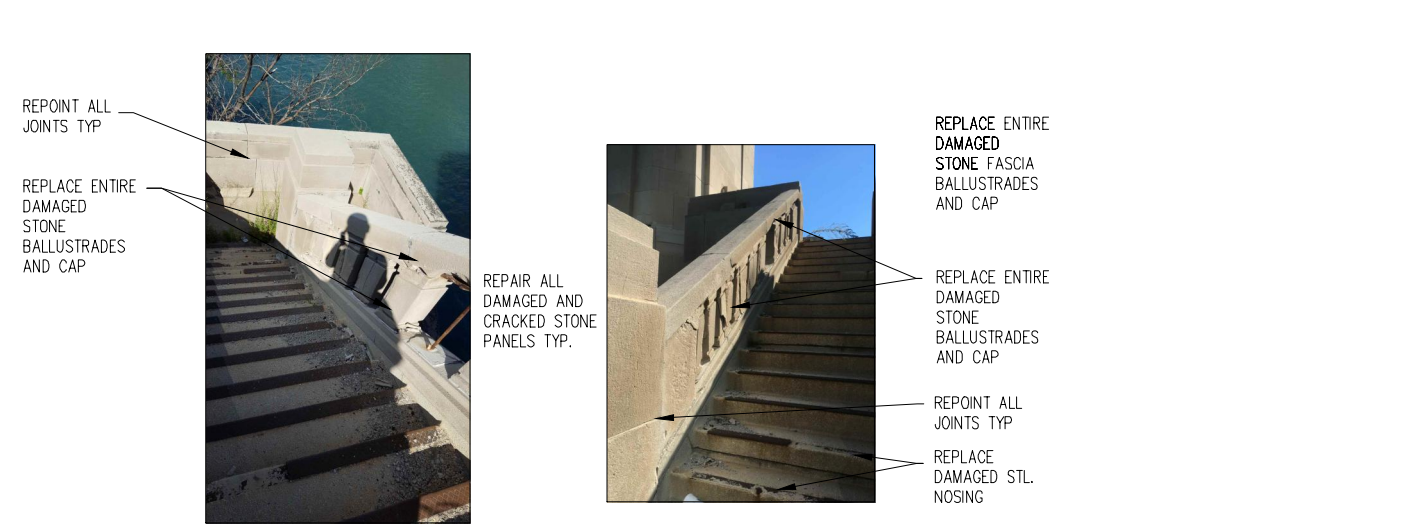 REPOINT ALL
JOINTS TYP
REPLACE ENTIRE
DAMAGED
STONE
BALLUSTRADES
AND CAP
REPAIR ALL
DAMAGED AND
CRACKED STONE
PANELS TYP.
REPLACE ENTIRE
DAMAGED
STONE FASCIA
BALLUSTRADES
AND CAP
REPLACE ENTIRE
DAMAGED
STONE
BALLUSTRADES
AND CAP
REPOINT ALL
JOINTS TYP
REPLACE
DAMAGED STL.
NOSING